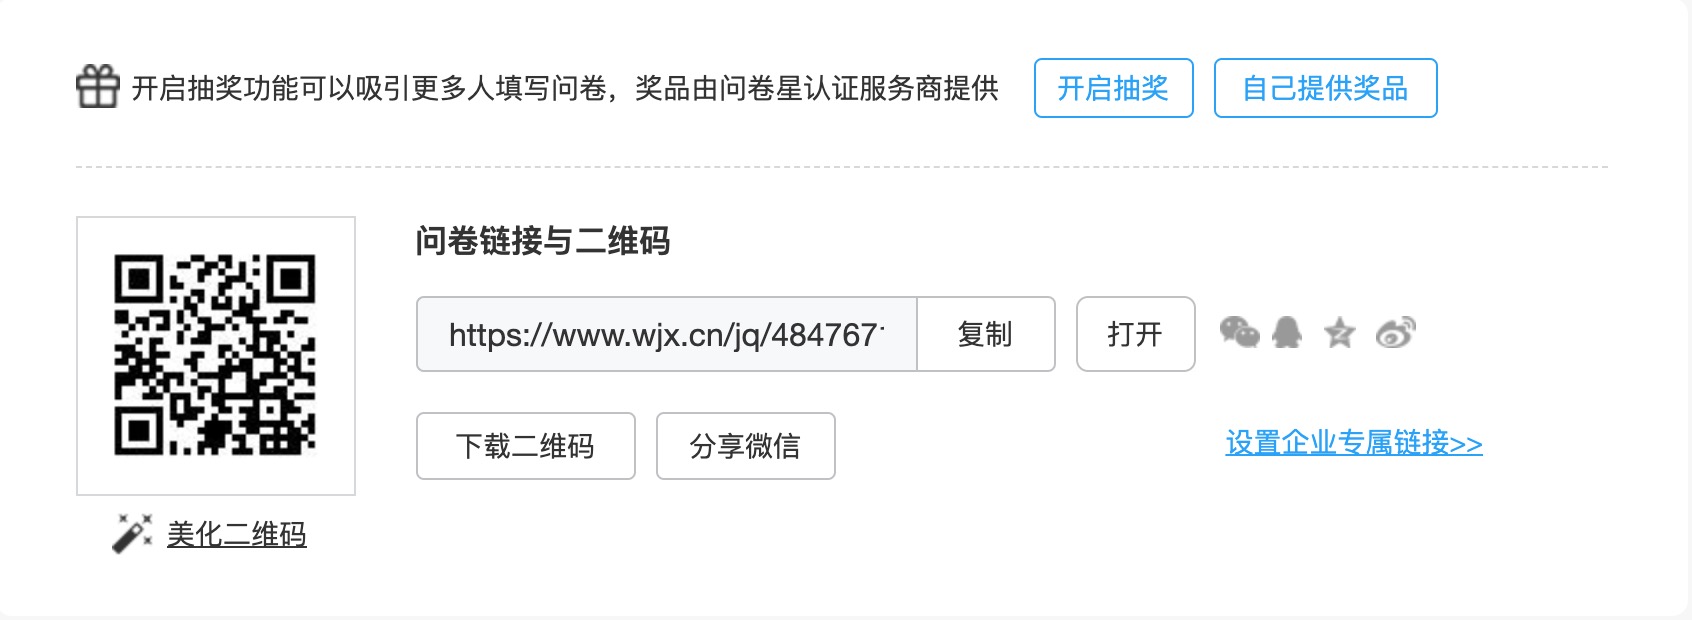 开启抽奖功能可以吸引更多人填写问卷，奖品由问卷星认证服务商提供 开启抽奖 自己提供奖品
问卷链接与二维码
https://www.wjx.cn/jq/484767 复制 打开
下载二维码 分享微信 设置企业专属链接>>
美化二维码